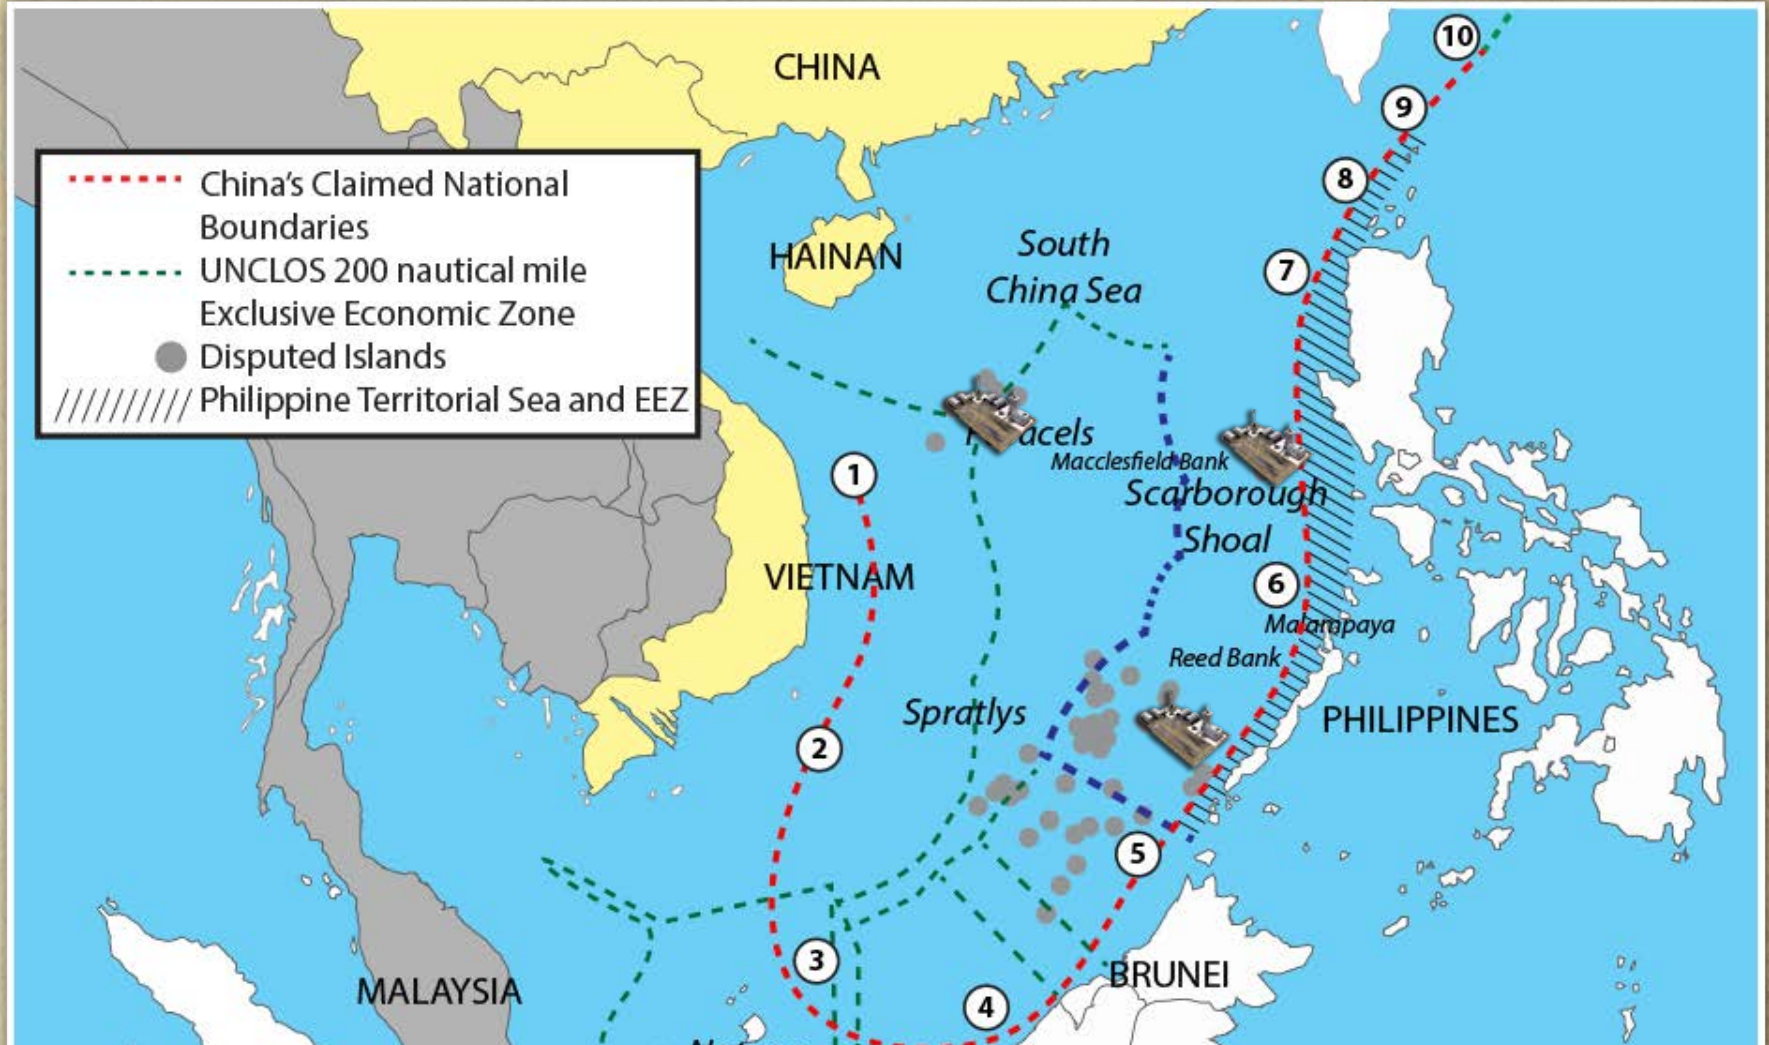 10
CHINA
9
China's Claimed National
Boundaries
8
UNCLOS 200 nautical mile
Exclusive Economic Zone
Disputed Islands
Philippine Territorial Sea and EEZ
HAINAN
South
China Sea
7
acels
Macclesfield Bank
1
Scarborough
Shoal
VIETNAM
6
Malampaya
Reed Bank
Spratlys
PHILIPPINES
2
5
3
BRUNEI
MALAYSIA
4